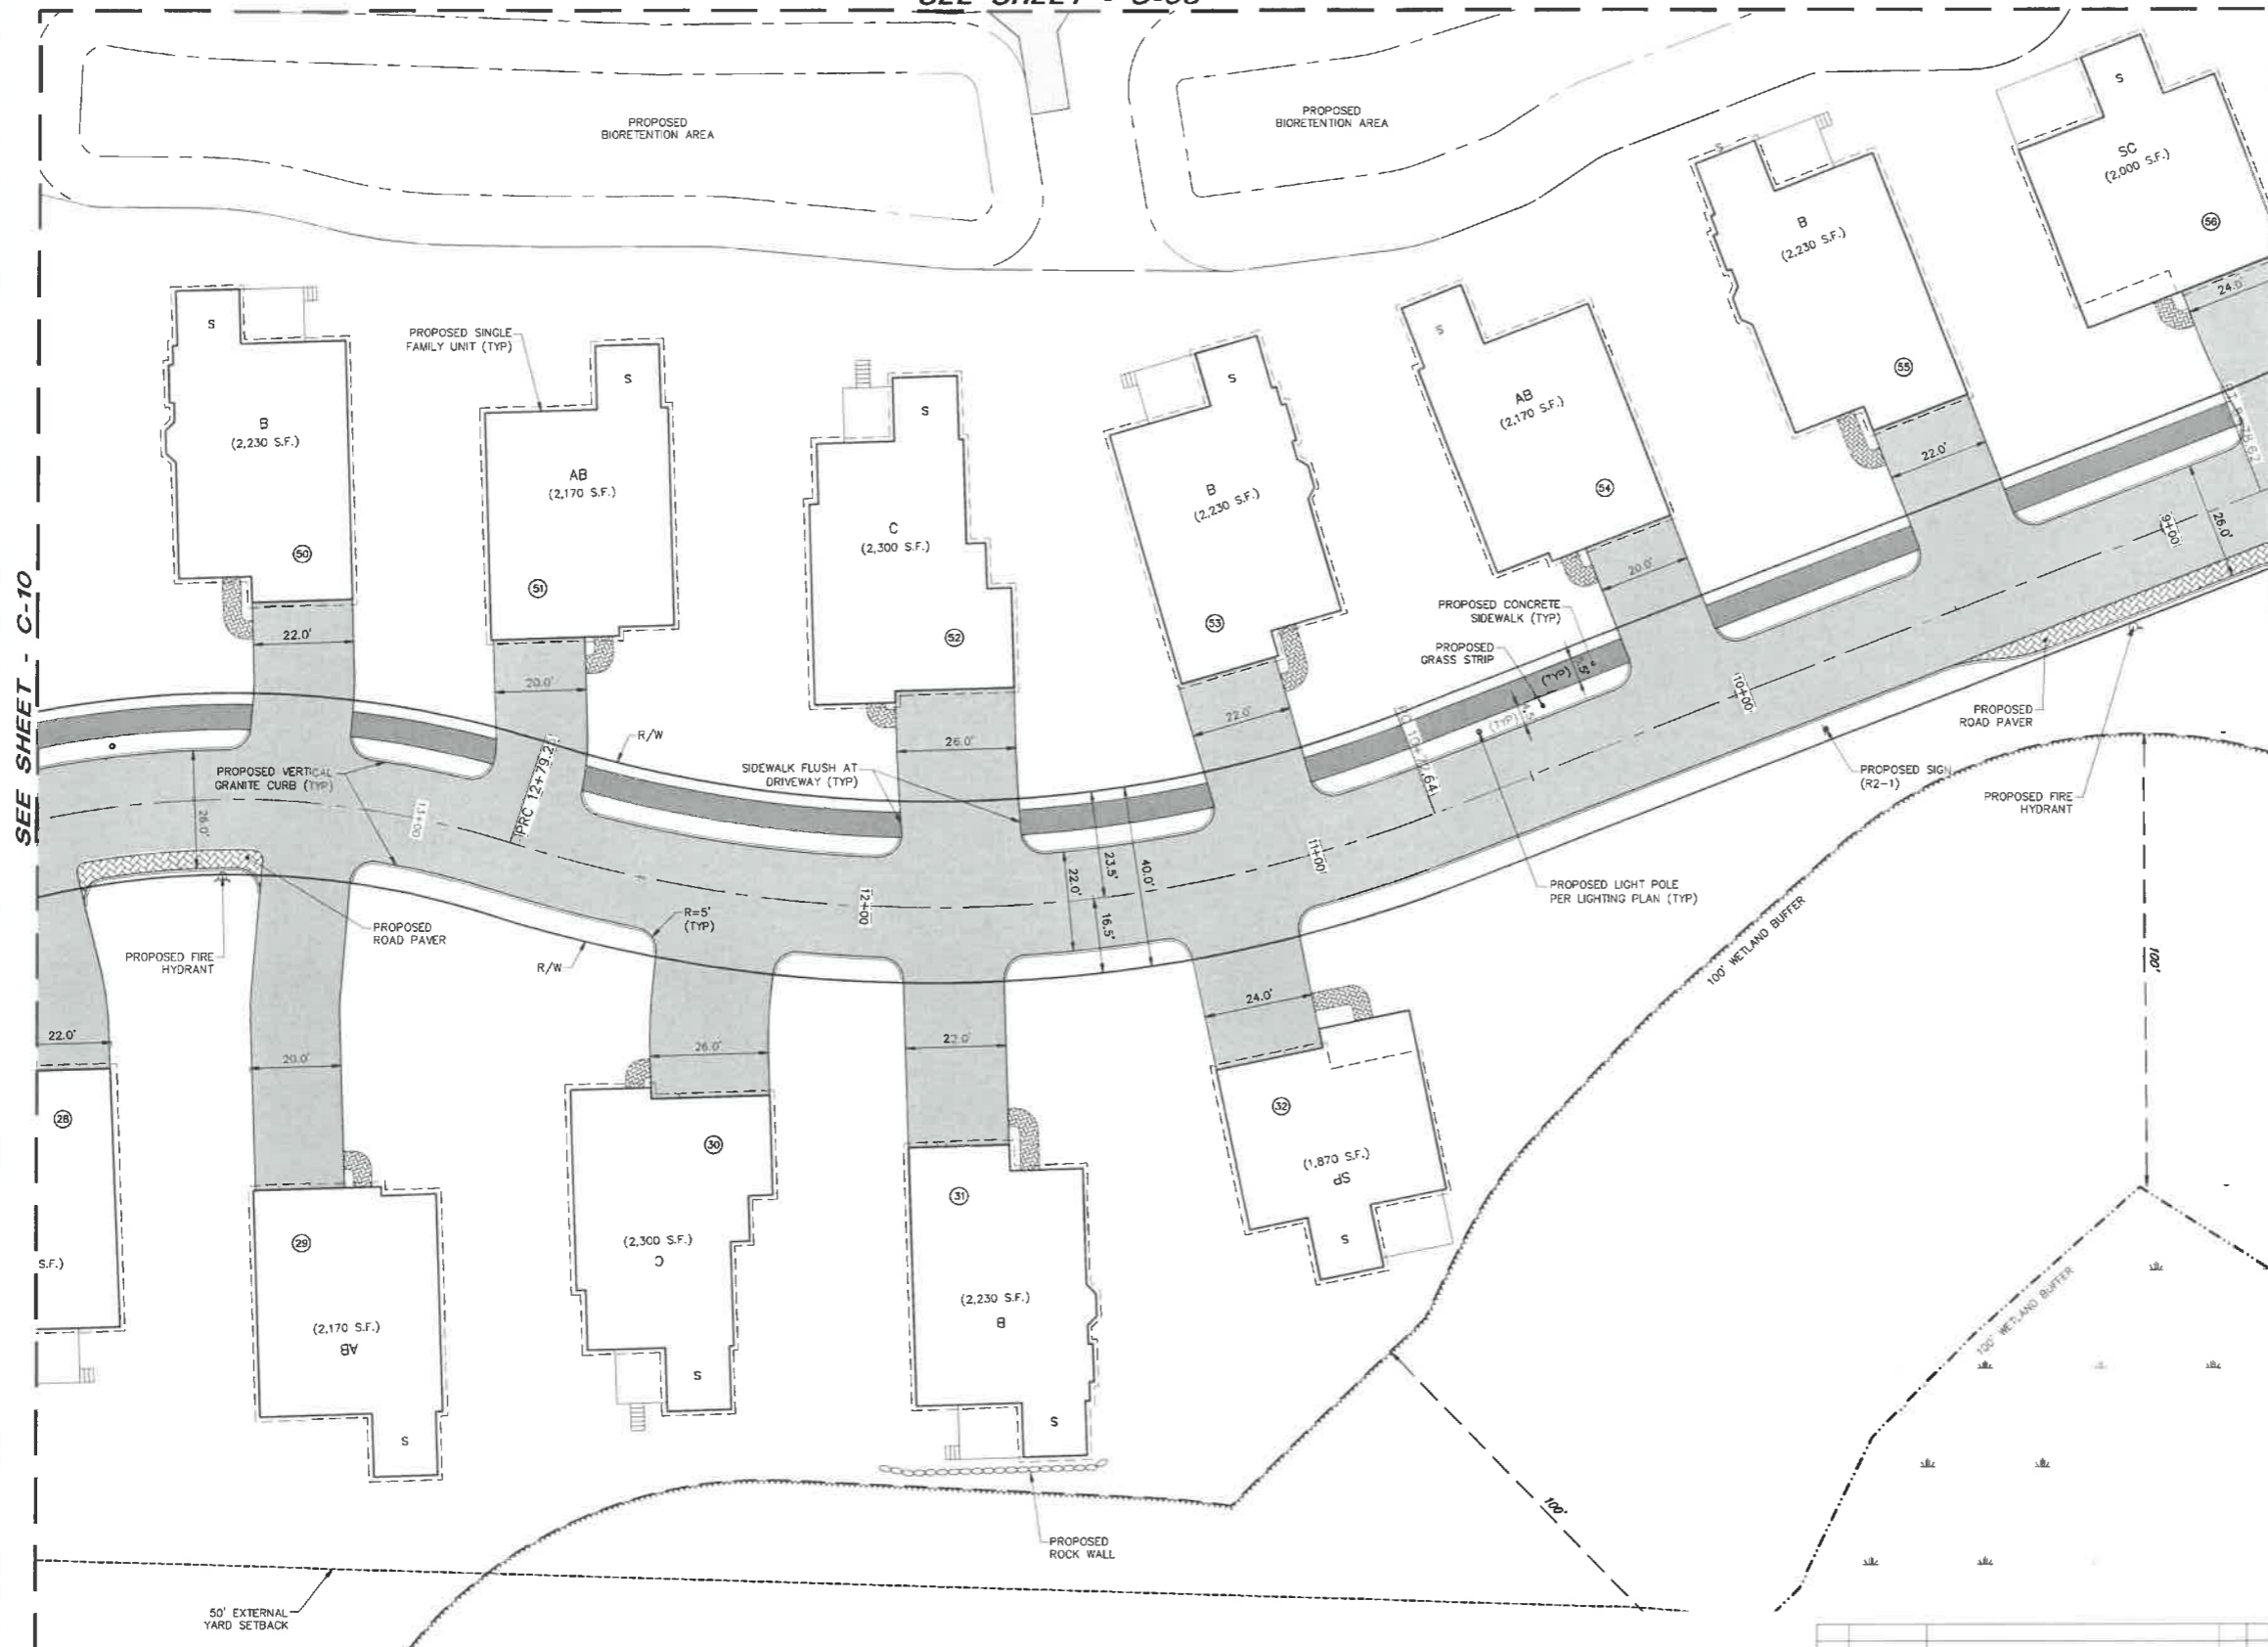 SEE SHEET - C-10
PROPOSED
BIORETENTION AREA
PROPOSED
BIORETENTION AREA
S
SC
(2,000 S.F.)
56
24.0'
S
B
(2,230 S.F.)
55
22.0'
S
B
(2,230 S.F.)
50
22.0'
PROPOSED SINGLE
FAMILY UNIT (TYP)
S
AB
(2,170 S.F.)
51
20.0'
S
C
(2,300 S.F.)
52
26.0'
S
B
(2,230 S.F.)
53
22.0'
S
AB
(2,170 S.F.)
54
20.0'
PROPOSED CONCRETE
SIDEWALK (TYP)
PROPOSED
GRASS STRIP
(TYP)
(TYP)
9+00
26.0'
10+00
11+00
12+00
13+00
PRC 12+79.2
R/W
PROPOSED VERTICAL
GRANITE CURB (TYP)
SIDEWALK FLUSH AT
DRIVEWAY (TYP)
26.0'
22.0'
23.5'
40.0'
16.5'
PROPOSED
ROAD PAVER
PROPOSED SIGN
(R2-1)
PROPOSED FIRE
HYDRANT
PROPOSED LIGHT POLE
PER LIGHTING PLAN (TYP)
100' WETLAND BUFFER
100'
R=5'
(TYP)
R/W
PROPOSED
ROAD PAVER
PROPOSED FIRE
HYDRANT
22.0'
20.0'
26.0'
22.0'
24.0'
28
S.F.)
29
(2,170 S.F.)
AB
S
30
(2,300 S.F.)
C
S
31
(2,230 S.F.)
B
S
32
(1,870 S.F.)
SP
S
100' WETLAND BUFFER
100'
PROPOSED
ROCK WALL
50' EXTERNAL
YARD SETBACK